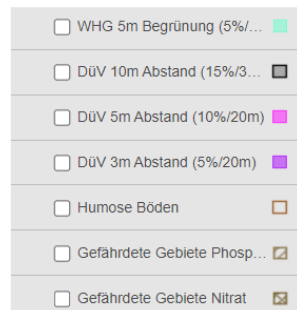 WHG 5m Begrünung (5%/...
DüV 10m Abstand (15%/3...
DüV 5m Abstand (10%/20m)
DüV 3m Abstand (5%/20m)
Humose Böden
Gefährdete Gebiete Phosp...
Gefährdete Gebiete Nitrat